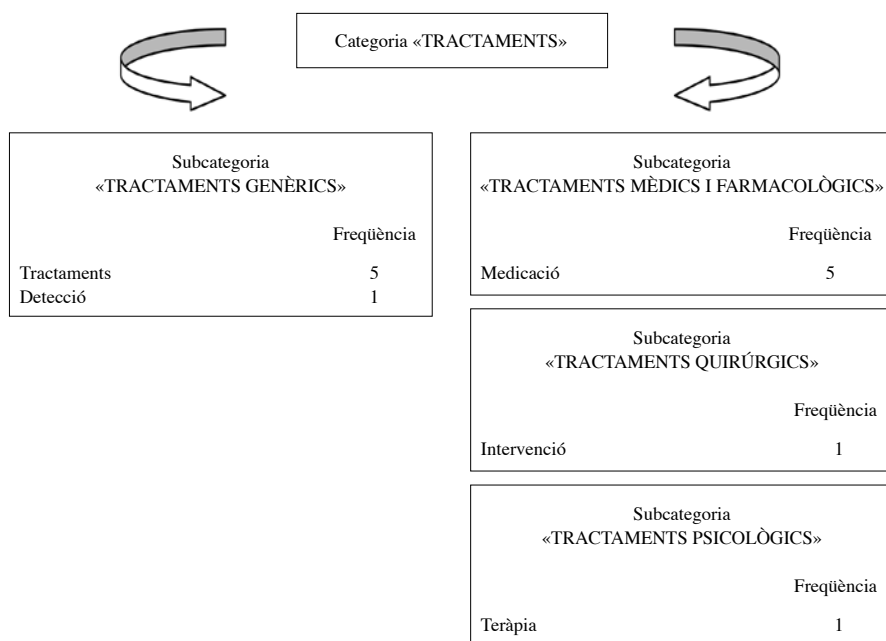 Categoria «TRACTAMENTS»
Subcategoria
«TRACTAMENTS GENÈRICS»
Freqüència
Tractaments 5
Detecció 1
Subcategoria
«TRACTAMENTS MÈDICS I FARMACOLÒGICS»
Freqüència
Medicació 5
Subcategoria
«TRACTAMENTS QUIRÚRGICS»
Freqüència
Intervenció 1
Subcategoria
«TRACTAMENTS PSICOLÒGICS»
Freqüència
Teràpia 1